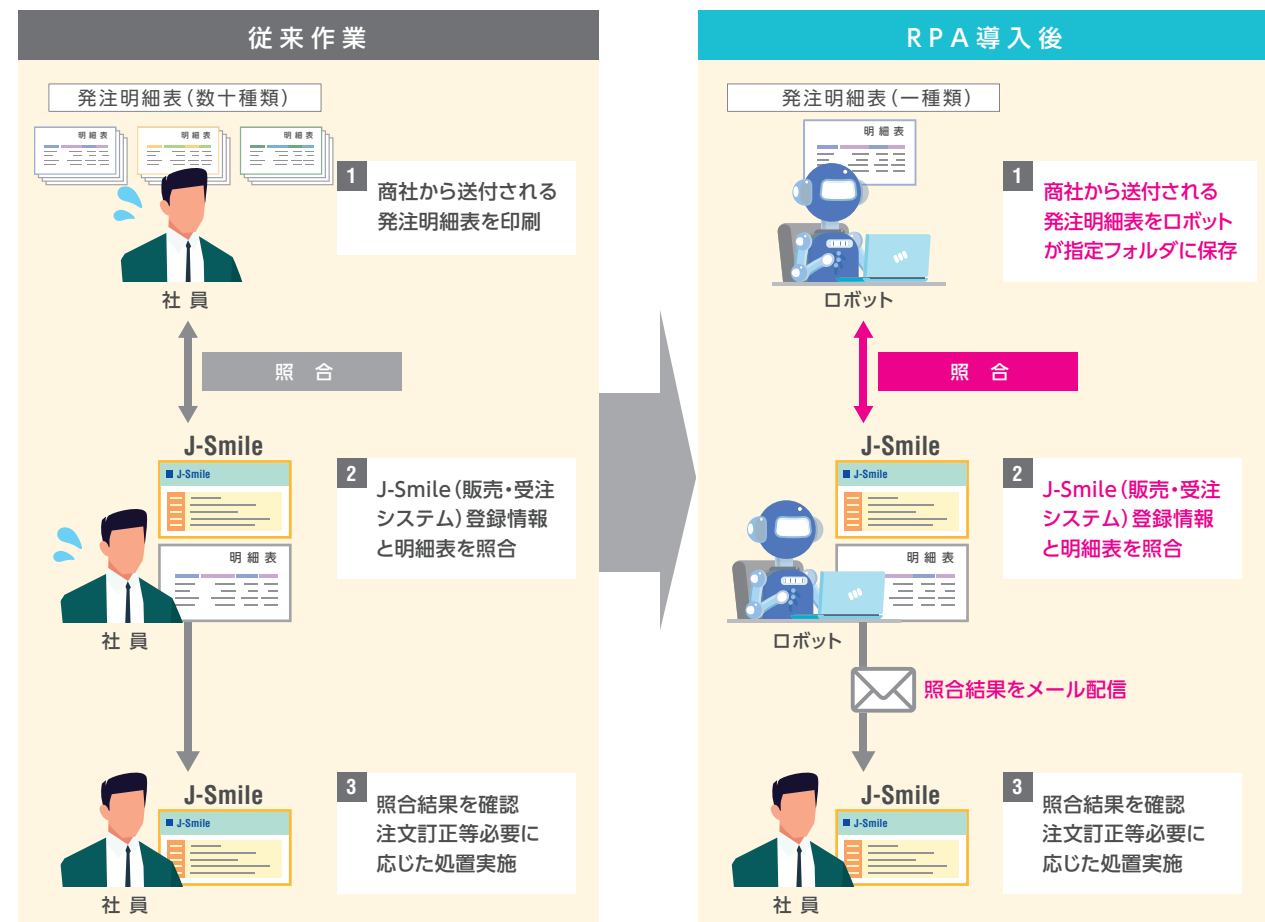 従来作業
発注明細表（数十種類）
明細表
明細表
明細表
1
商社から送付される
発注明細表を印刷
社員
照合
J-Smile
J-Smile
2
J-Smile（販売・受注
システム）登録情報
と明細表を照合
明細表
社員
J-Smile
J-Smile
3
照合結果を確認
注文訂正等必要に
応じた処置実施
社員
RPA導入後
発注明細表（一種類）
明細表
1
商社から送付される
発注明細表をロボット
が指定フォルダに保存
ロボット
照合
J-Smile
J-Smile
2
J-Smile（販売・受注
システム）登録情報
と明細表を照合
明細表
ロボット
照合結果をメール配信
J-Smile
J-Smile
3
照合結果を確認
注文訂正等必要に
応じた処置実施
社員